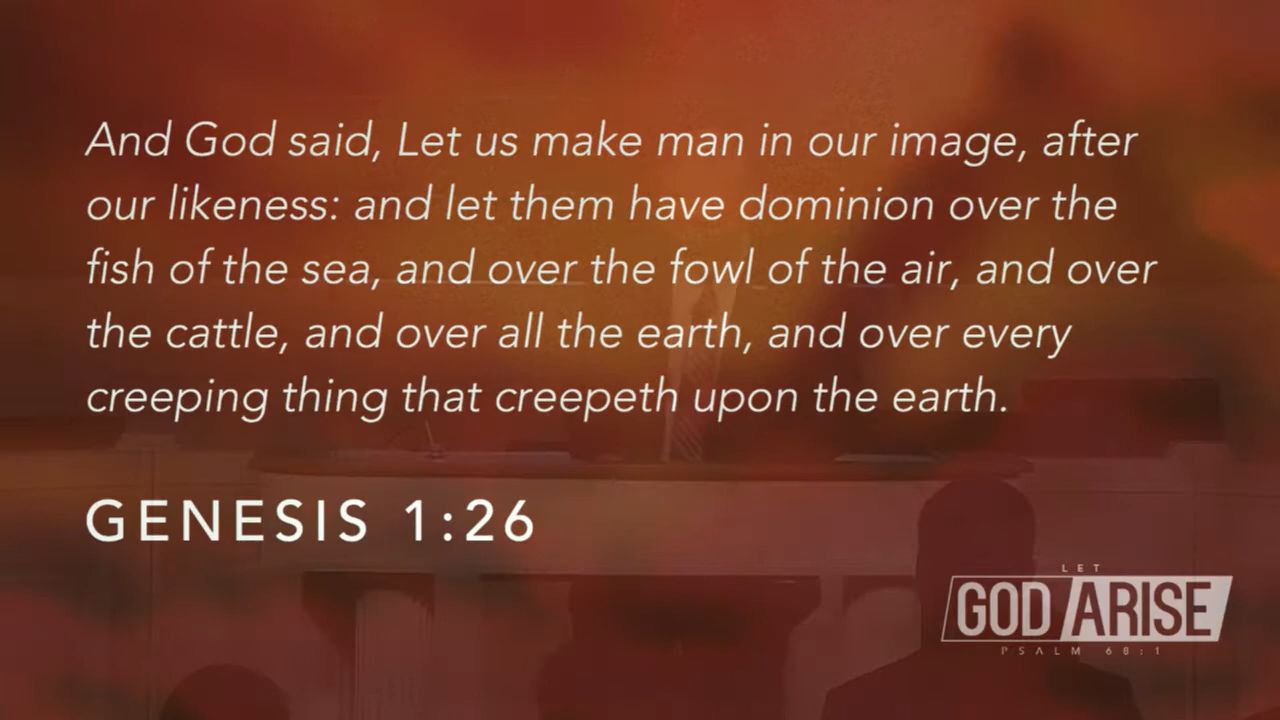 And God said, Let us make man in our image, after
our likeness: and let them have dominion over the
fish of the sea, and over the fowl of the air, and over
the cattle, and over all the earth, and over every
creeping thing that creepeth upon the earth.
GENESIS 1:26
LET
GOD ARISE
PSALM 68:1